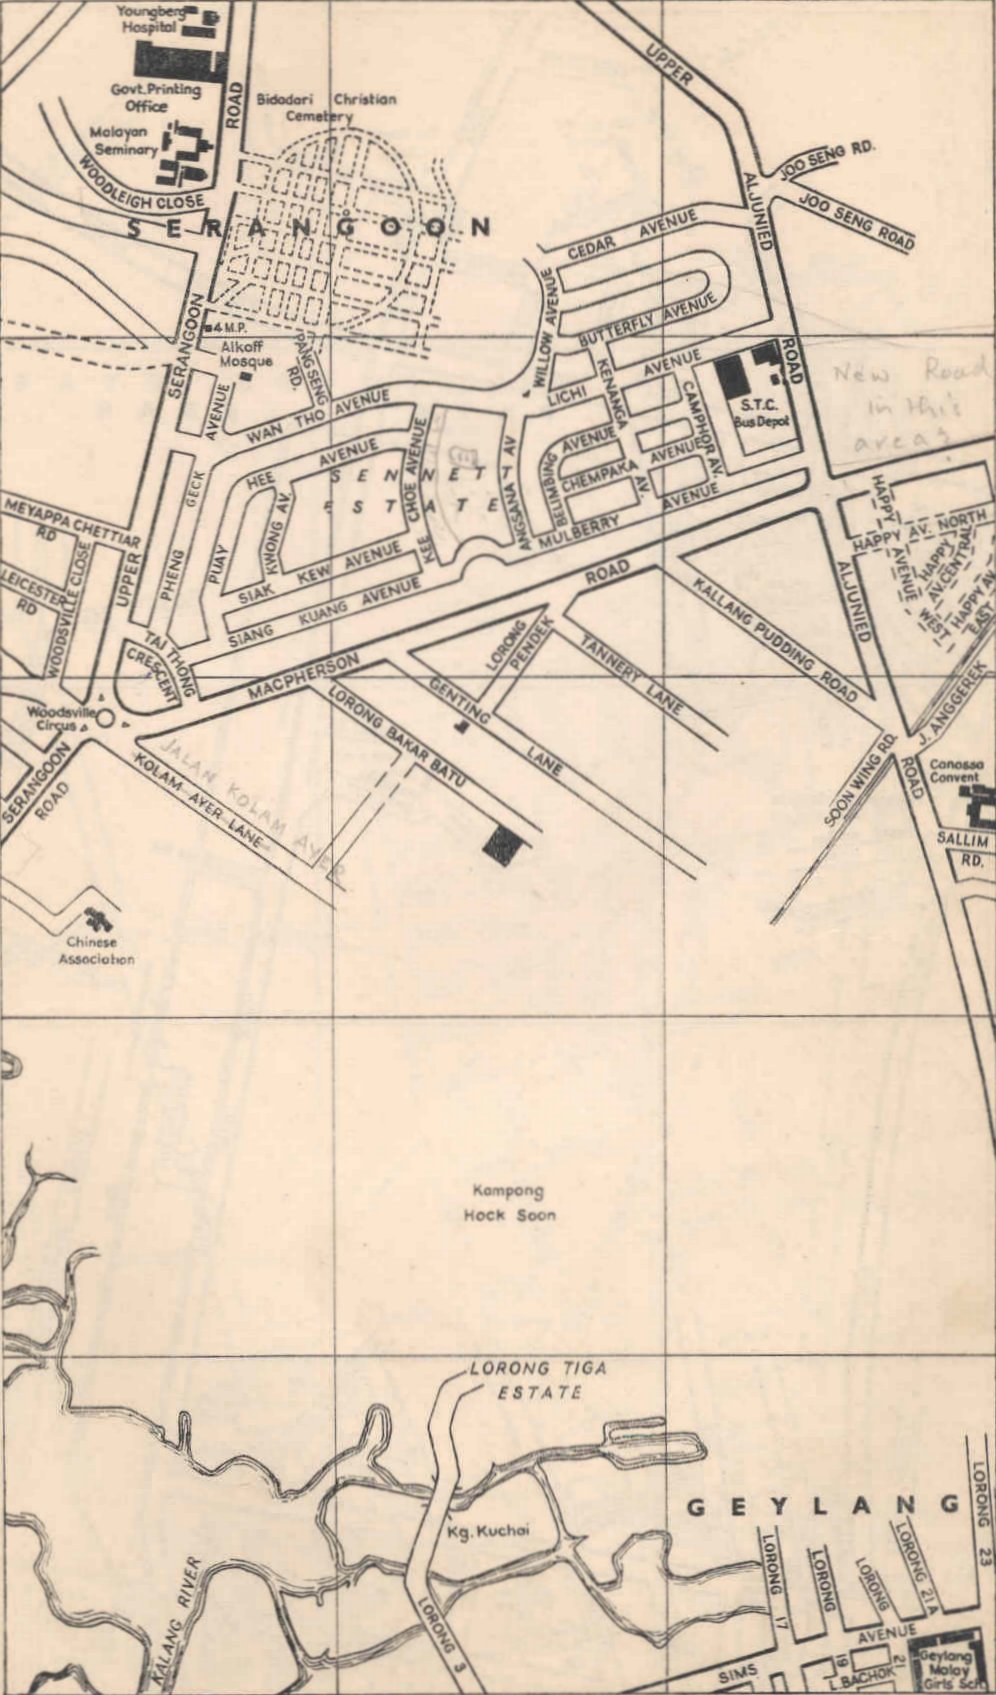 Youngberg
Hospital
UPPER
Govt. Printing
Office
ROAD
Bidadari Christian
Cemetery
Malayan
Seminary
JOO SENG RD.
WOODLEIGH CLOSE
ALJUNIED
JOO SENG ROAD
SERANGOON
CEDAR AVENUE
WILLOW AVENUE
BUTTERFLY AVENUE
SERANGOON
4 M.P.
Alkoff
Mosque
PANG SENG
RD.
ROAD
New Road
in this
area?
KENANGA
AV.
LICHI AVENUE
S.T.C.
Bus Depot
CAMPHOR AV.
AVENUE
WAN THO AVENUE
CHOE AVENUE
KEE
ANGSANA T AV
BELIMBING AVENUE
CHEMPAKA AVENUE
MULBERRY AVENUE
HEE AVENUE
SENNET
ESTATE
GECK
PHENG
PUAY
KWONG AV.
SIAK KEW AVENUE
SIANG KUANG AVENUE
MEYAPPA CHETTIAR
RD
LEICESTER
RD
WOODSVILLE CLOSE
UPPER
HAPPY
AV. NORTH
HAPPY
AVENUE
WEST
HAPPY
AV. CENTRAL
HAPPY AV.
EAST
ALJUNIED
ROAD
KALLANG PUDDING ROAD
TAI THONG
CRESCENT
MACPHERSON ROAD
LORONG
PENDEK
TANNERY LANE
GENTING LANE
LORONG BAKAR BATU
J. ANGGEREK
Woodsville
Circus
SERANGOON
ROAD
KOLAM AYER LANE
JALAN KOLAM AYER
SOON WING RD.
Canossa
Convent
SALLIM
RD.
Chinese
Association
Kampong
Hock Soon
LORONG TIGA
ESTATE
GEYLANG
Kg. Kuchai
KALANG RIVER
LORONG 3
LORONG 17
LORONG
19
LORONG
21
LORONG 21A
LORONG 23
SIMS AVENUE
L. BACHOK
Geylang
Malay
Girls Sch.